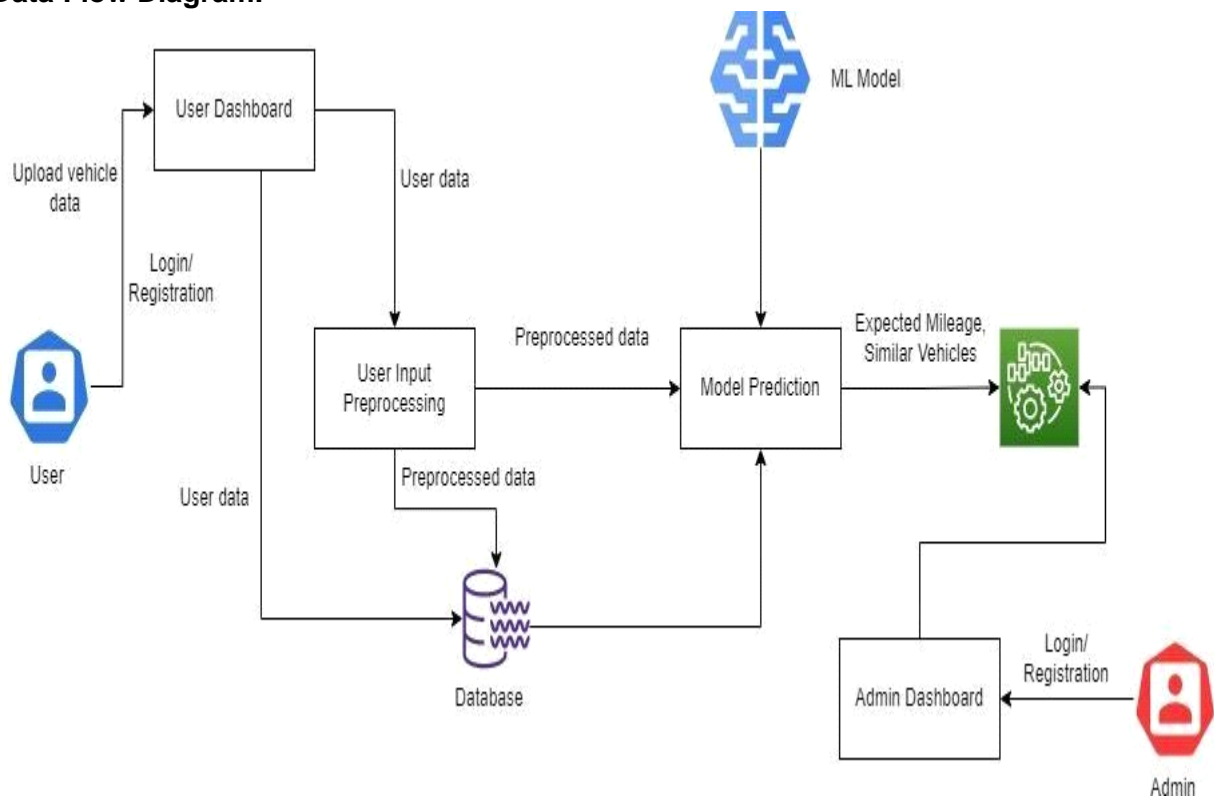 Data Flow Diagram:
ML Model
User Dashboard
Upload vehicle
data
User data
Login/
Registration
Preprocessed data
Expected Mileage,
Similar Vehicles
User Input
Preprocessing
Model Prediction
User
Preprocessed data
User data
Login/
Registration
Database
Admin Dashboard
Admin